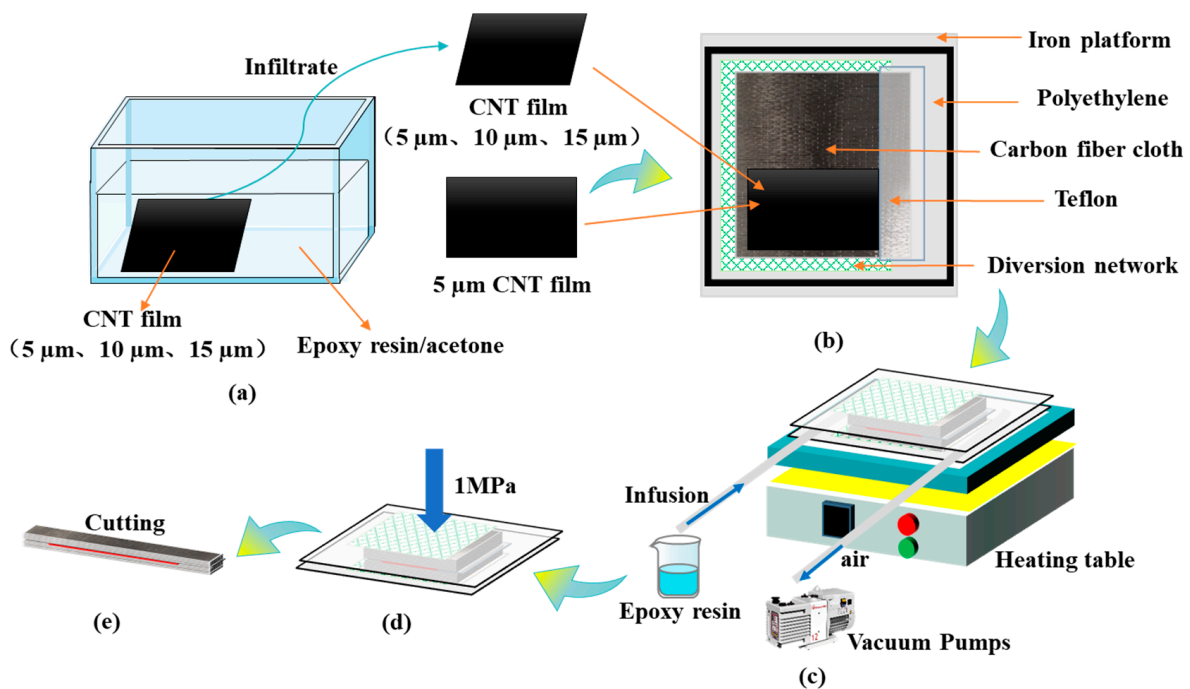 Infiltrate
CNT film
（5 μm、10 μm、15 μm）
5 μm CNT film
CNT film
（5 μm、10 μm、15 μm）
Epoxy resin/acetone
(a)
Iron platform
Polyethylene
Carbon fiber cloth
Teflon
Diversion network
(b)
Infusion
air
Heating table
Epoxy resin
Vacuum Pumps
(c)
1MPa
(d)
Cutting
(e)